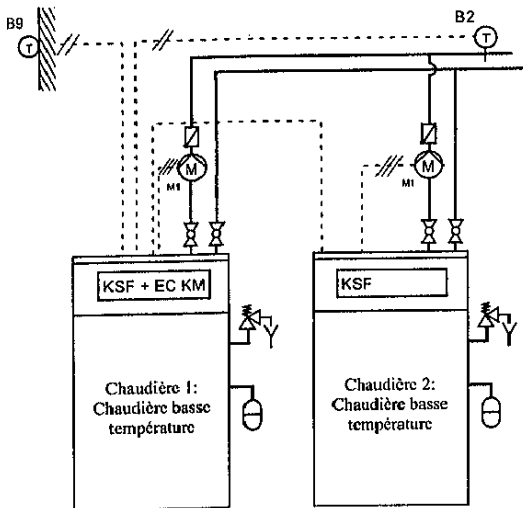 B9
T
B2
T
M
M1
M
M1
KSF + EC KM
KSF
Chaudière 1:
Chaudière basse
température
Chaudière 2:
Chaudière basse
température